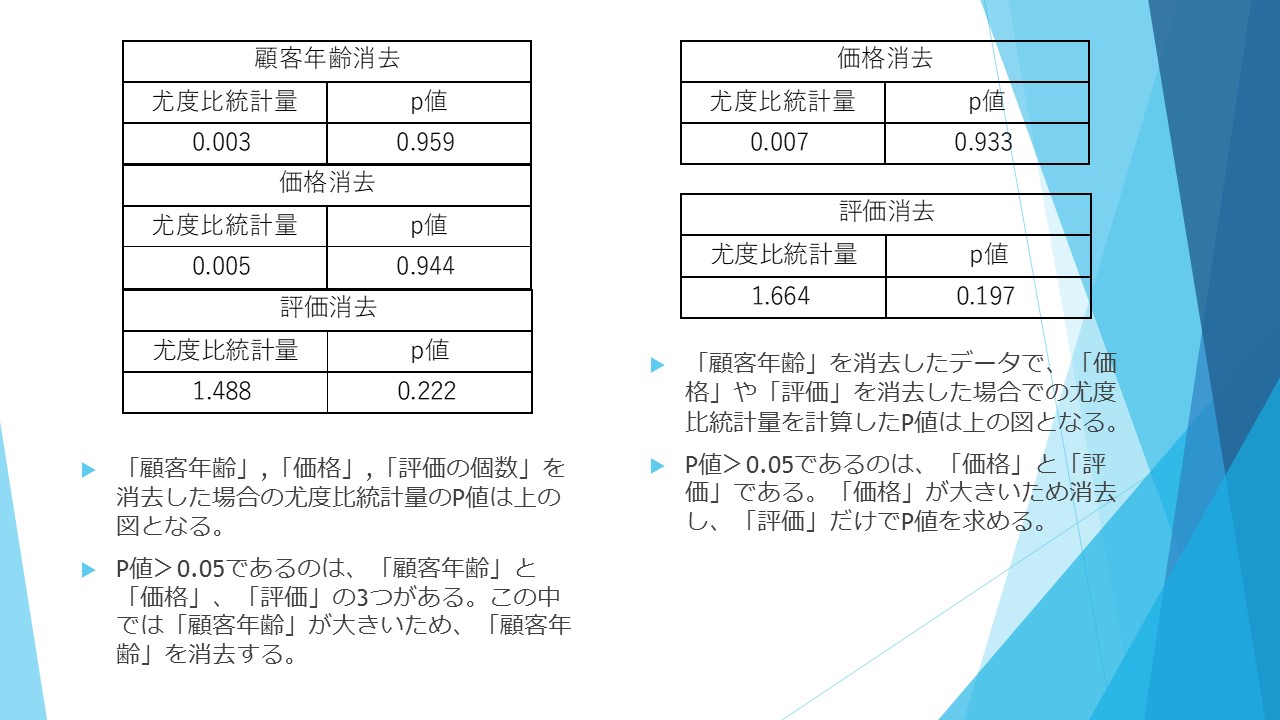 顧客年齢消去
尤度比統計量 p値
0.003 0.959
価格消去
尤度比統計量 p値
0.005 0.944
評価消去
尤度比統計量 p値
1.488 0.222
「顧客年齢」,「価格」,「評価の個数」を
消去した場合の尤度比統計量のP値は上の
図となる。
P値＞0.05であるのは、「顧客年齢」と
「価格」、「評価」の3つがある。この中
では「顧客年齢」が大きいため、「顧客年
齢」を消去する。
価格消去
尤度比統計量 p値
0.007 0.933
評価消去
尤度比統計量 p値
1.664 0.197
「顧客年齢」を消去したデータで、「価
格」や「評価」を消去した場合での尤度
比統計量を計算したP値は上の図となる。
P値＞0.05であるのは、「価格」と「評
価」である。「価格」が大きいため消去
し、「評価」だけでP値を求める。